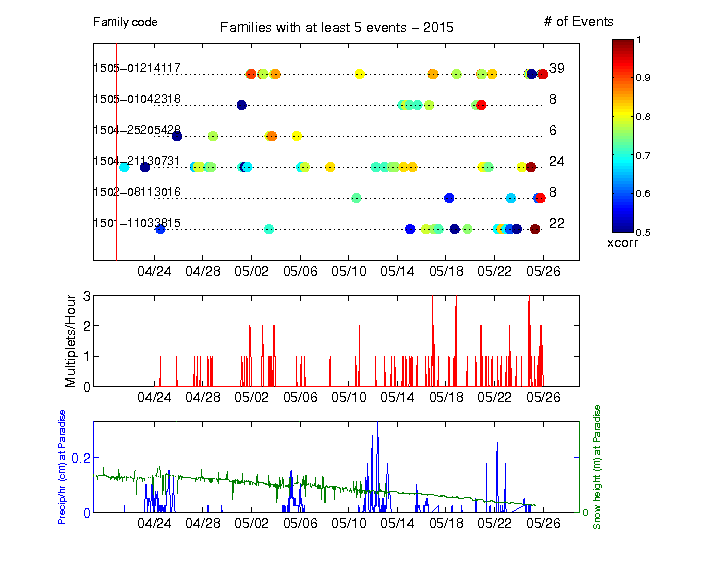 Family code
Families with at least 5 events - 2015
# of Events
1505-01214117 39
1505-01042318 8
1504-25205428 6
1504-21130731 24
1502-08113016 8
1501-11033815 22
04/24 04/28 05/02 05/06 05/10 05/14 05/18 05/22 05/26
1
0.9
0.8
0.7
0.6
0.5
xcorr
Multiplets/Hour
3
2
1
0
04/24 04/28 05/02 05/06 05/10 05/14 05/18 05/22 05/26
Precip/hr (cm) at Paradise
0.2
0
04/24 04/28 05/02 05/06 05/10 05/14 05/18 05/22 05/26
0
Snow height (m) at Paradise